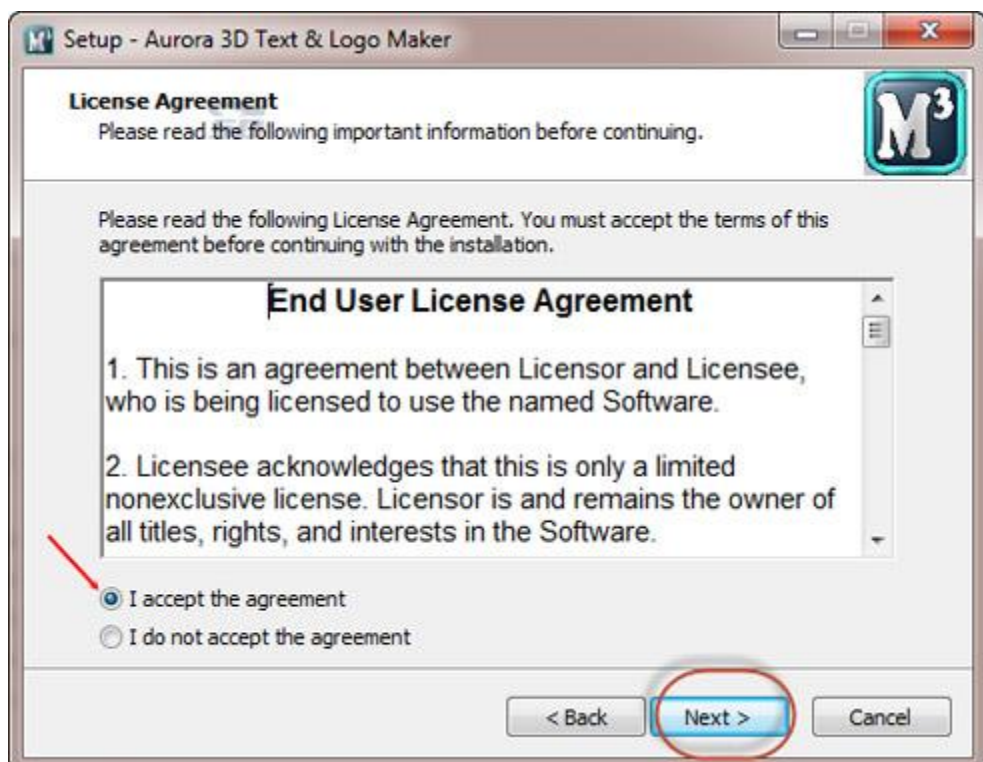 Setup - Aurora 3D Text & Logo Maker
License Agreement
Please read the following important information before continuing.
M3
Please read the following License Agreement. You must accept the terms of this
agreement before continuing with the installation.
End User License Agreement
1. This is an agreement between Licensor and Licensee,
who is being licensed to use the named Software.
2. Licensee acknowledges that this is only a limited
nonexclusive license. Licensor is and remains the owner of
all titles, rights, and interests in the Software.
I accept the agreement
I do not accept the agreement
< Back Next > Cancel